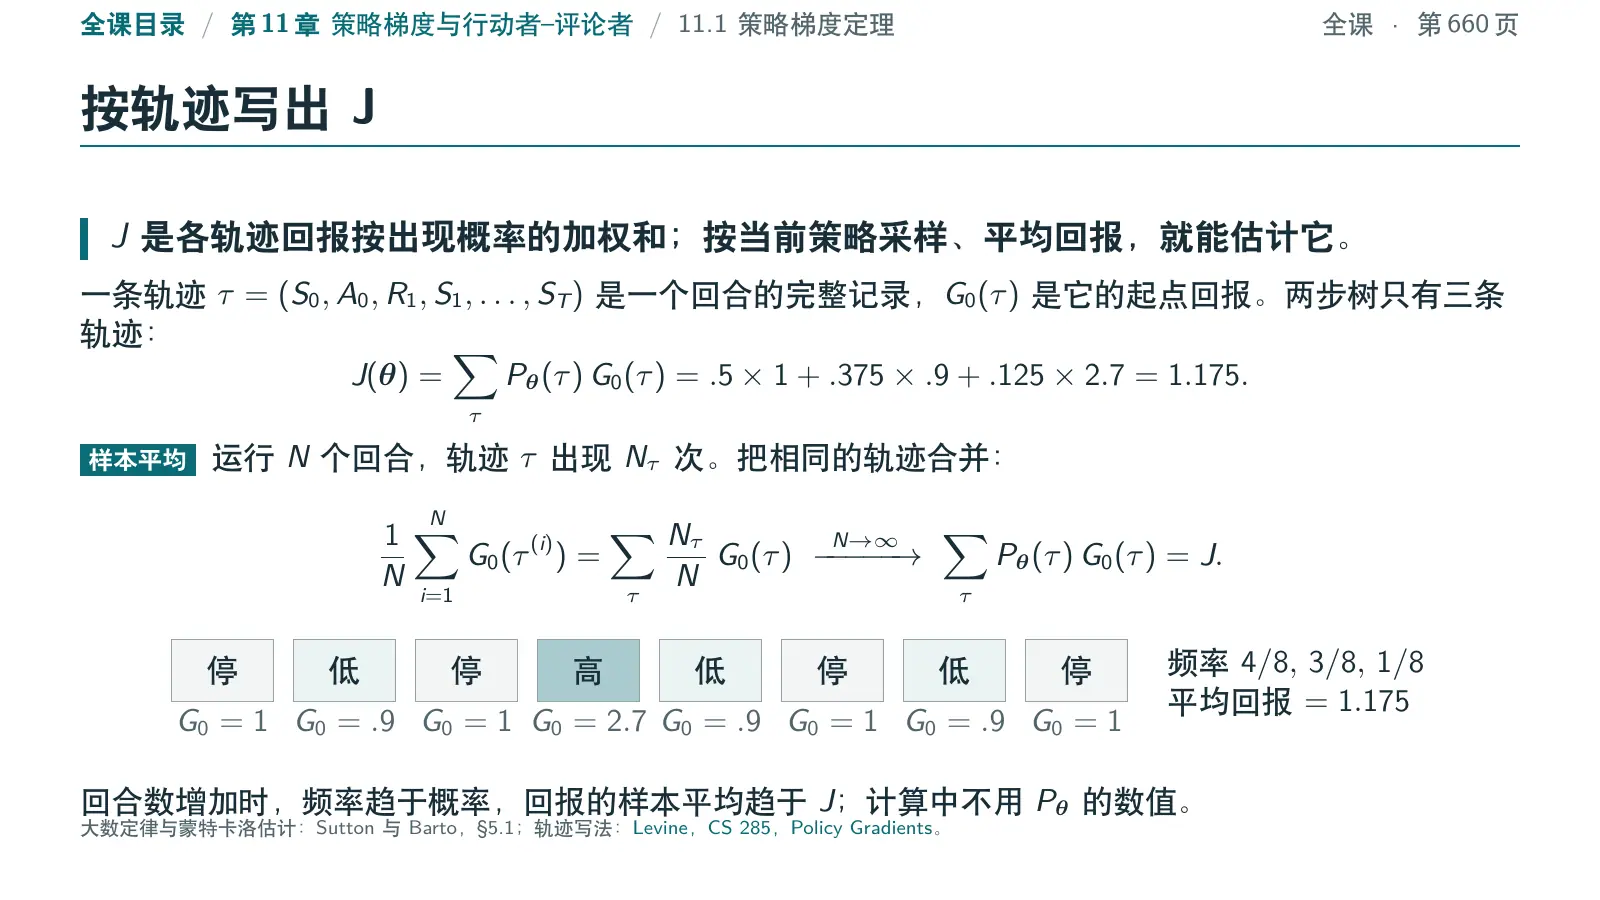 全课目录 / 第 11 章 策略梯度与行动者–评论者 / 11.1 策略梯度定理
全课 · 第 660 页
按轨迹写出 J
J 是各轨迹回报按出现概率的加权和；按当前策略采样、平均回报，就能估计它。
一条轨迹 τ = (S₀, A₀, R₁, S₁, . . . , S_T) 是一个回合的完整记录，G₀(τ) 是它的起点回报。两步树只有三条
轨迹：
J(θ) = ∑_τ P_θ(τ) G₀(τ) = .5 × 1 + .375 × .9 + .125 × 2.7 = 1.175.
样本平均 运行 N 个回合，轨迹 τ 出现 N_τ 次。把相同的轨迹合并：
1/N ∑_{i=1}^{N} G₀(τ^{(i)}) = ∑_τ N_τ/N G₀(τ) —N→∞→ ∑_τ P_θ(τ) G₀(τ) = J.
停 低 停 高 低 停 低 停
G₀ = 1 G₀ = .9 G₀ = 1 G₀ = 2.7 G₀ = .9 G₀ = 1 G₀ = .9 G₀ = 1
频率 4/8, 3/8, 1/8
平均回报 = 1.175
回合数增加时，频率趋于概率，回报的样本平均趋于 J；计算中不用 P_θ 的数值。
大数定律与蒙特卡洛估计：Sutton 与 Barto，§5.1；轨迹写法：Levine，CS 285，Policy Gradients。